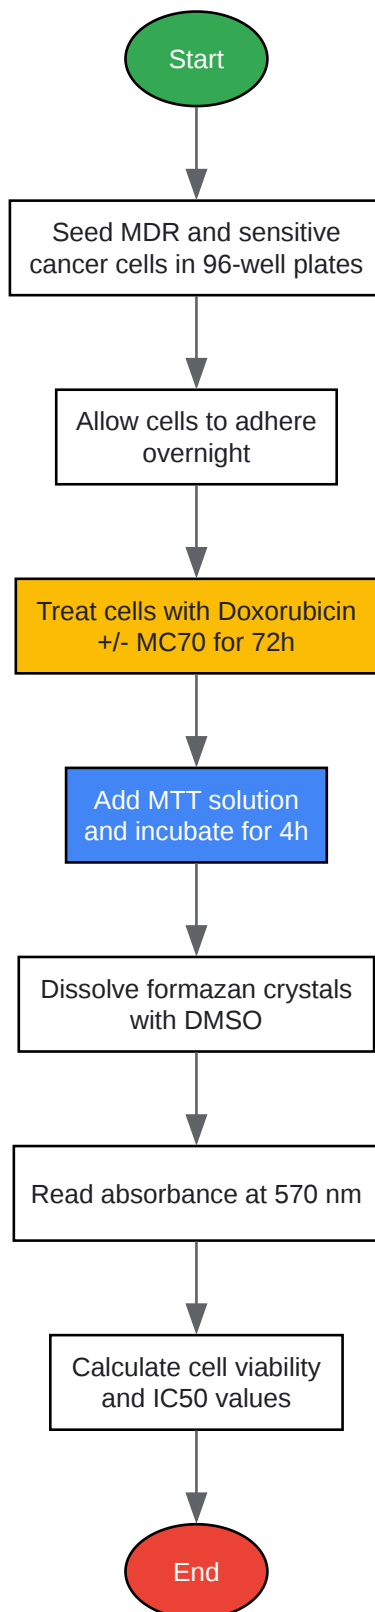 Start
Seed MDR and sensitive
cancer cells in 96-well plates
Allow cells to adhere
overnight
Treat cells with Doxorubicin
+/- MC70 for 72h
Add MTT solution
and incubate for 4h
Dissolve formazan crystals
with DMSO
Read absorbance at 570 nm
Calculate cell viability
and IC50 values
End